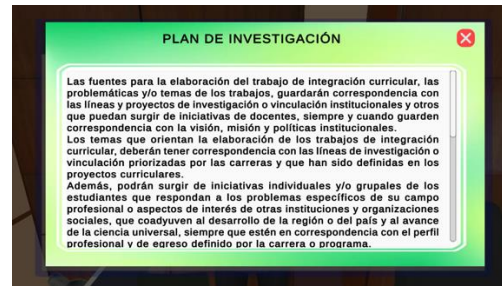 PLAN DE INVESTIGACIÓN
Las fuentes para la elaboración del trabajo de integración curricular, las
problemáticas y/o temas de los trabajos, guardarán correspondencia con
las líneas y proyectos de investigación o vinculación institucionales y otros
que puedan surgir de iniciativas de docentes, siempre y cuando guarden
correspondencia con la visión, misión y políticas institucionales.
Los temas que orientan la elaboración de los trabajos de integración
curricular, deberán tener correspondencia con las líneas de investigación o
vinculación priorizadas por las carreras y que han sido definidas en los
proyectos curriculares.
Además, podrán surgir de iniciativas individuales y/o grupales de los
estudiantes que respondan a los problemas específicos de su campo
profesional o aspectos de interés de otras instituciones y organizaciones
sociales, que coadyuven al desarrollo de la región o del país y al avance
de la ciencia universal, siempre que estén en correspondencia con el perfil
profesional y de egreso definido por la carrera o programa.